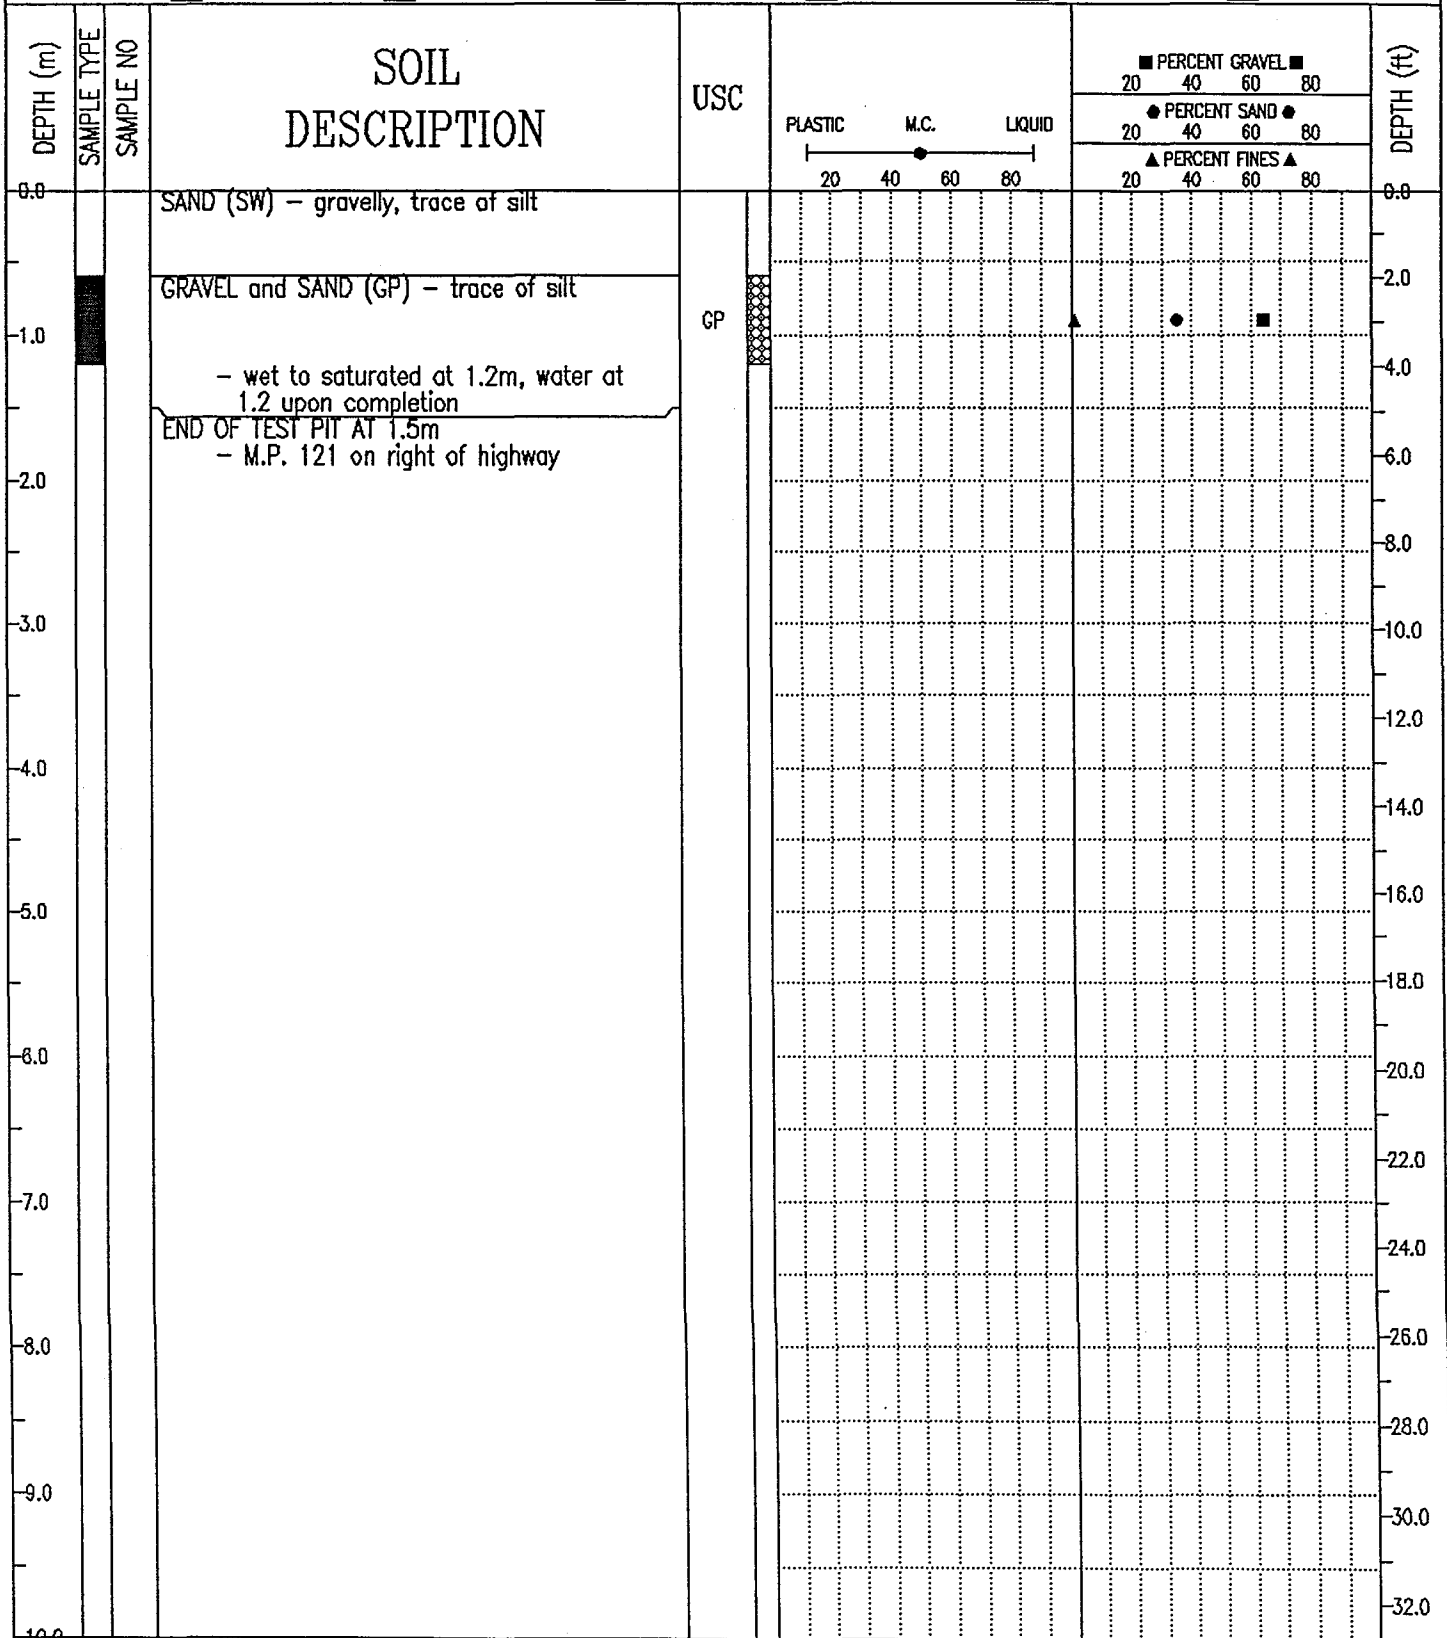 DEPTH (m)
SAMPLE TYPE
SAMPLE NO
SOIL
DESCRIPTION
USC
PLASTIC M.C. LIQUID
20 40 60 80
■ PERCENT GRAVEL ■
20 40 60 80
● PERCENT SAND ●
20 40 60 80
▲ PERCENT FINES ▲
20 40 60 80
DEPTH (ft)
0.0
SAND (SW) – gravelly, trace of silt
0.0
GRAVEL and SAND (GP) – trace of silt
2.0
1.0
GP
– wet to saturated at 1.2m, water at
1.2 upon completion
4.0
END OF TEST PIT AT 1.5m
– M.P. 121 on right of highway
6.0
2.0
8.0
3.0
10.0
12.0
4.0
14.0
16.0
5.0
18.0
6.0
20.0
22.0
7.0
24.0
8.0
26.0
28.0
9.0
30.0
32.0